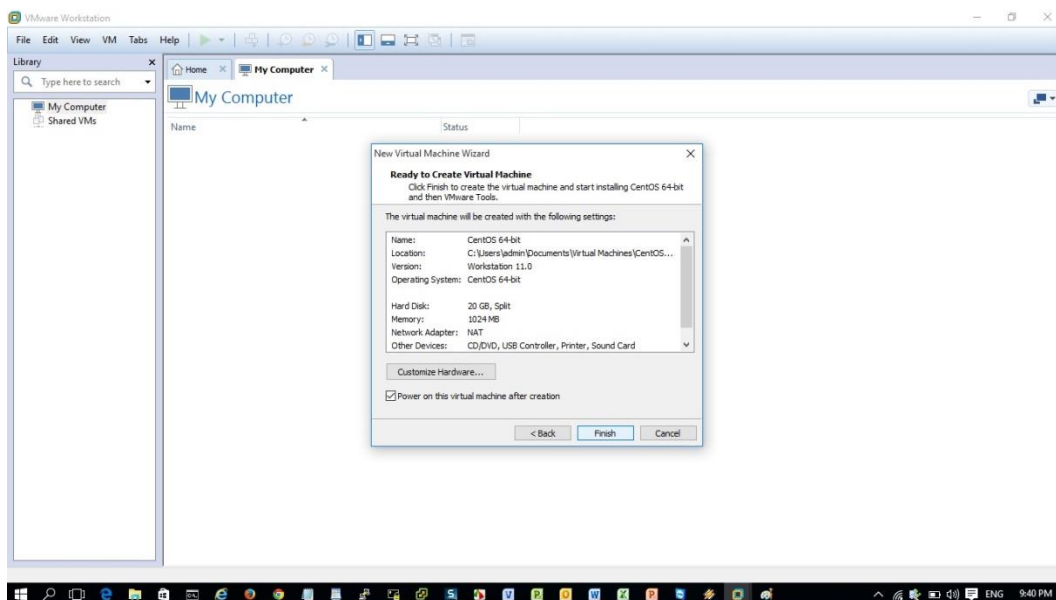 VMware Workstation
File Edit View VM Tabs Help
Library
Home
My Computer
Type here to search
My Computer
My Computer
Shared VMs
Name
Status
New Virtual Machine Wizard
Ready to Create Virtual Machine
Click Finish to create the virtual machine and start installing CentOS 64-bit
and then VMware Tools.
The virtual machine will be created with the following settings:
Name: CentOS 64-bit
Location: C:\Users\admin\Documents\Virtual Machines\CentOS...
Version: Workstation 11.0
Operating System: CentOS 64-bit
Hard Disk: 20 GB, Split
Memory: 1024 MB
Network Adapter: NAT
Other Devices: CD/DVD, USB Controller, Printer, Sound Card
Customize Hardware...
Power on this virtual machine after creation
< Back Finish Cancel
ENG 9:40 PM